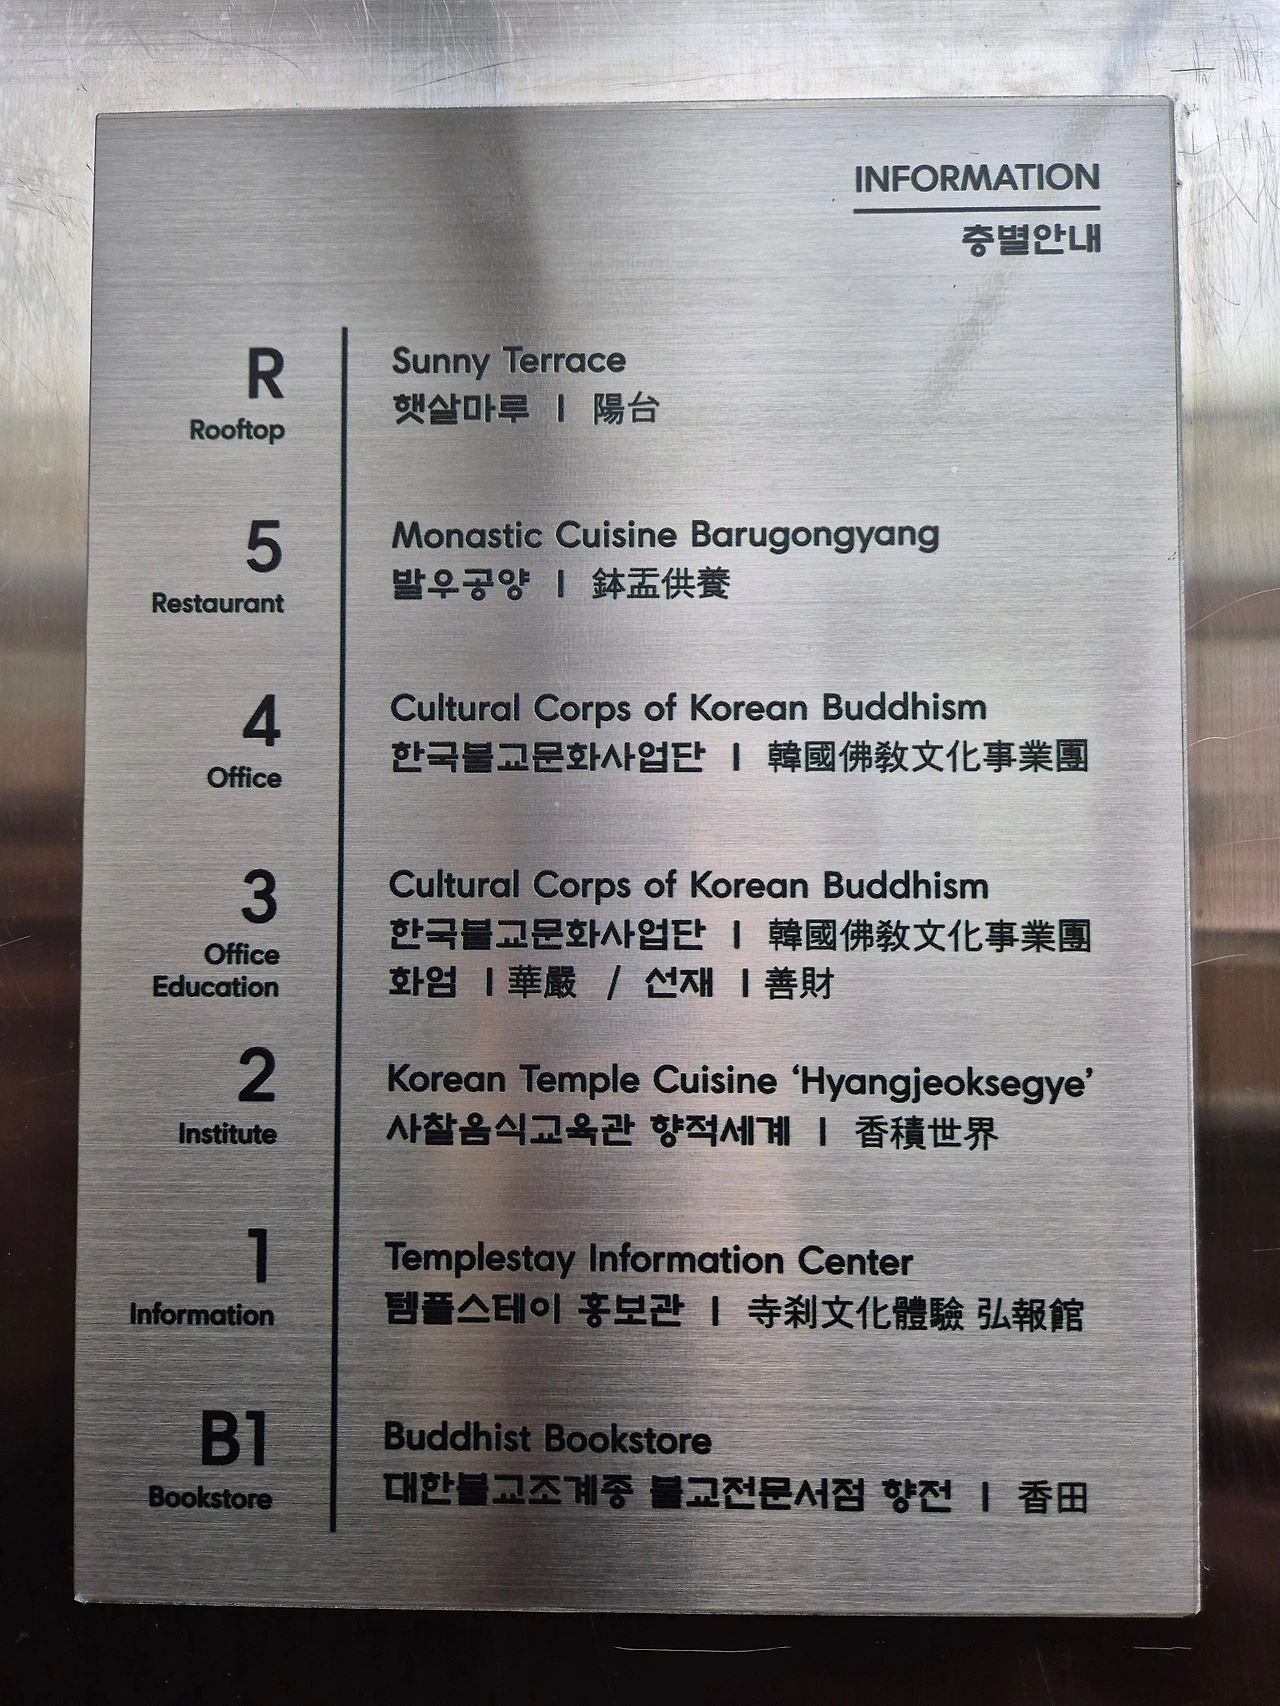 INFORMATION
층별안내
R
Rooftop
Sunny Terrace
햇살마루 | 陽台
5
Restaurant
Monastic Cuisine Barugongyang
발우공양 | 鉢盂供養
4
Office
Cultural Corps of Korean Buddhism
한국불교문화사업단 | 韓國佛敎文化事業團
3
Office
Education
Cultural Corps of Korean Buddhism
한국불교문화사업단 | 韓國佛敎文化事業團
화엄 | 華嚴 / 선재 | 善財
2
Institute
Korean Temple Cuisine ‘Hyangjeoksegye’
사찰음식교육관 향적세계 | 香積世界
1
Information
Templestay Information Center
템플스테이 홍보관 | 寺刹文化體驗 弘報館
B1
Bookstore
Buddhist Bookstore
대한불교조계종 불교전문서점 향전 | 香田